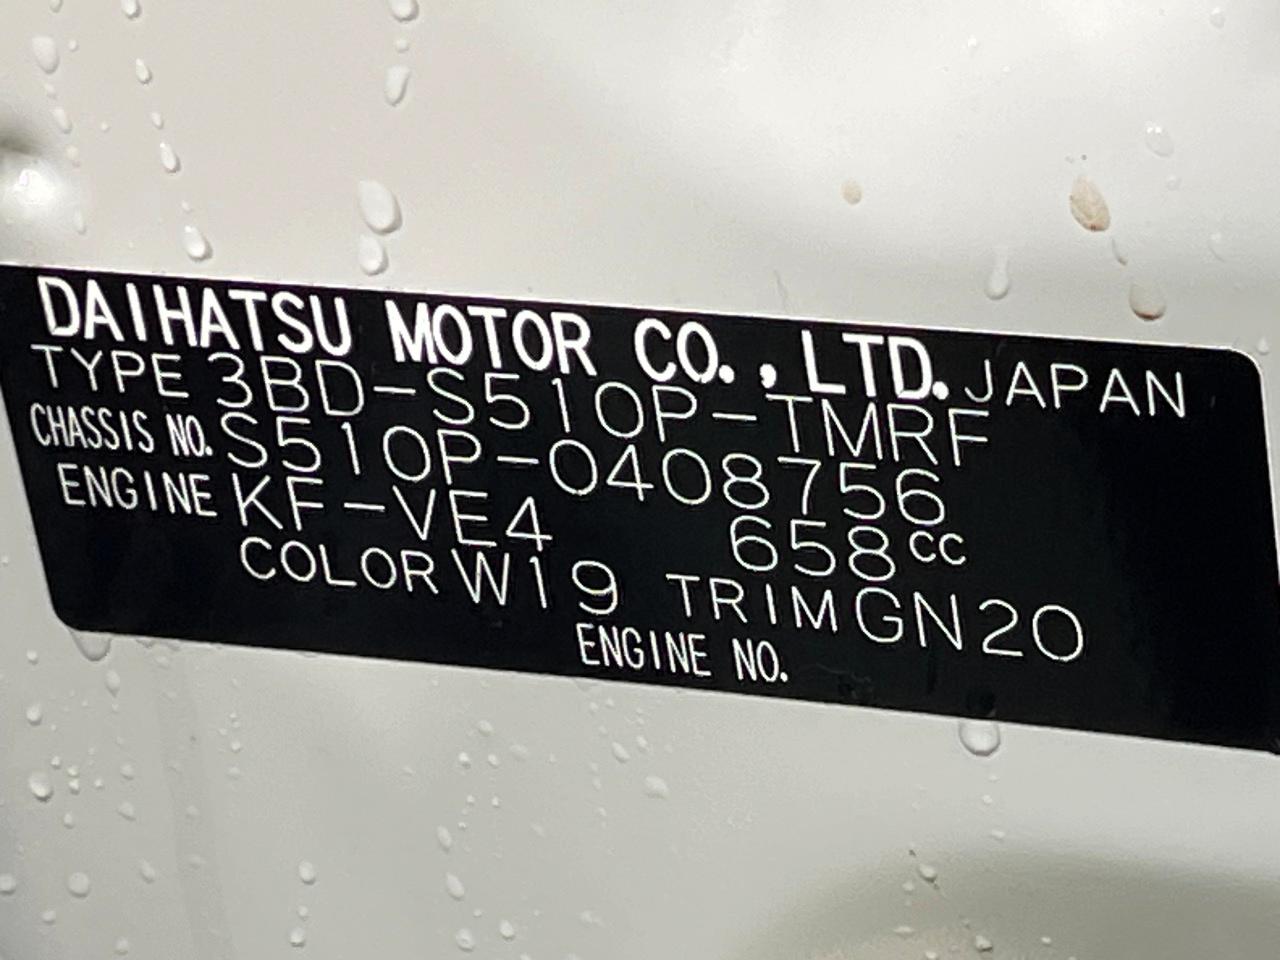 DAIHATSU MOTOR CO.,LTD. JAPAN
TYPE 3BD-S510P-TMRF
CHASSIS NO. S510P-0408756
ENGINE KF-VE4 658cc
COLOR W19 TRIM GN20
ENGINE NO.